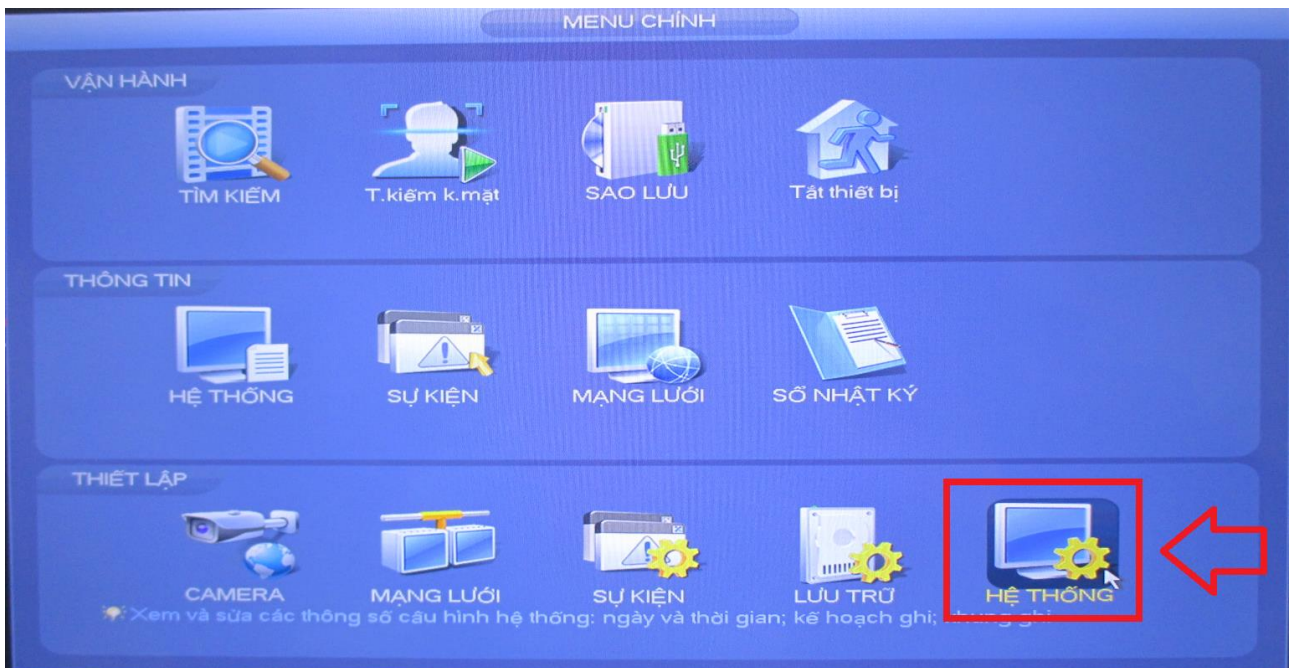 MENU CHÍNH
VẬN HÀNH
TÌM KIẾM
T.kiếm k.mặt
SAO LƯU
Tắt thiết bị
THÔNG TIN
HỆ THỐNG
SỰ KIỆN
MẠNG LƯỚI
SỔ NHẬT KÝ
THIẾT LẬP
CAMERA
MẠNG LƯỚI
SỰ KIỆN
LƯU TRỮ
HỆ THỐNG
Xem và sửa các thông số cấu hình hệ thống: ngày và thời gian; kế hoạch ghi; khung ghi